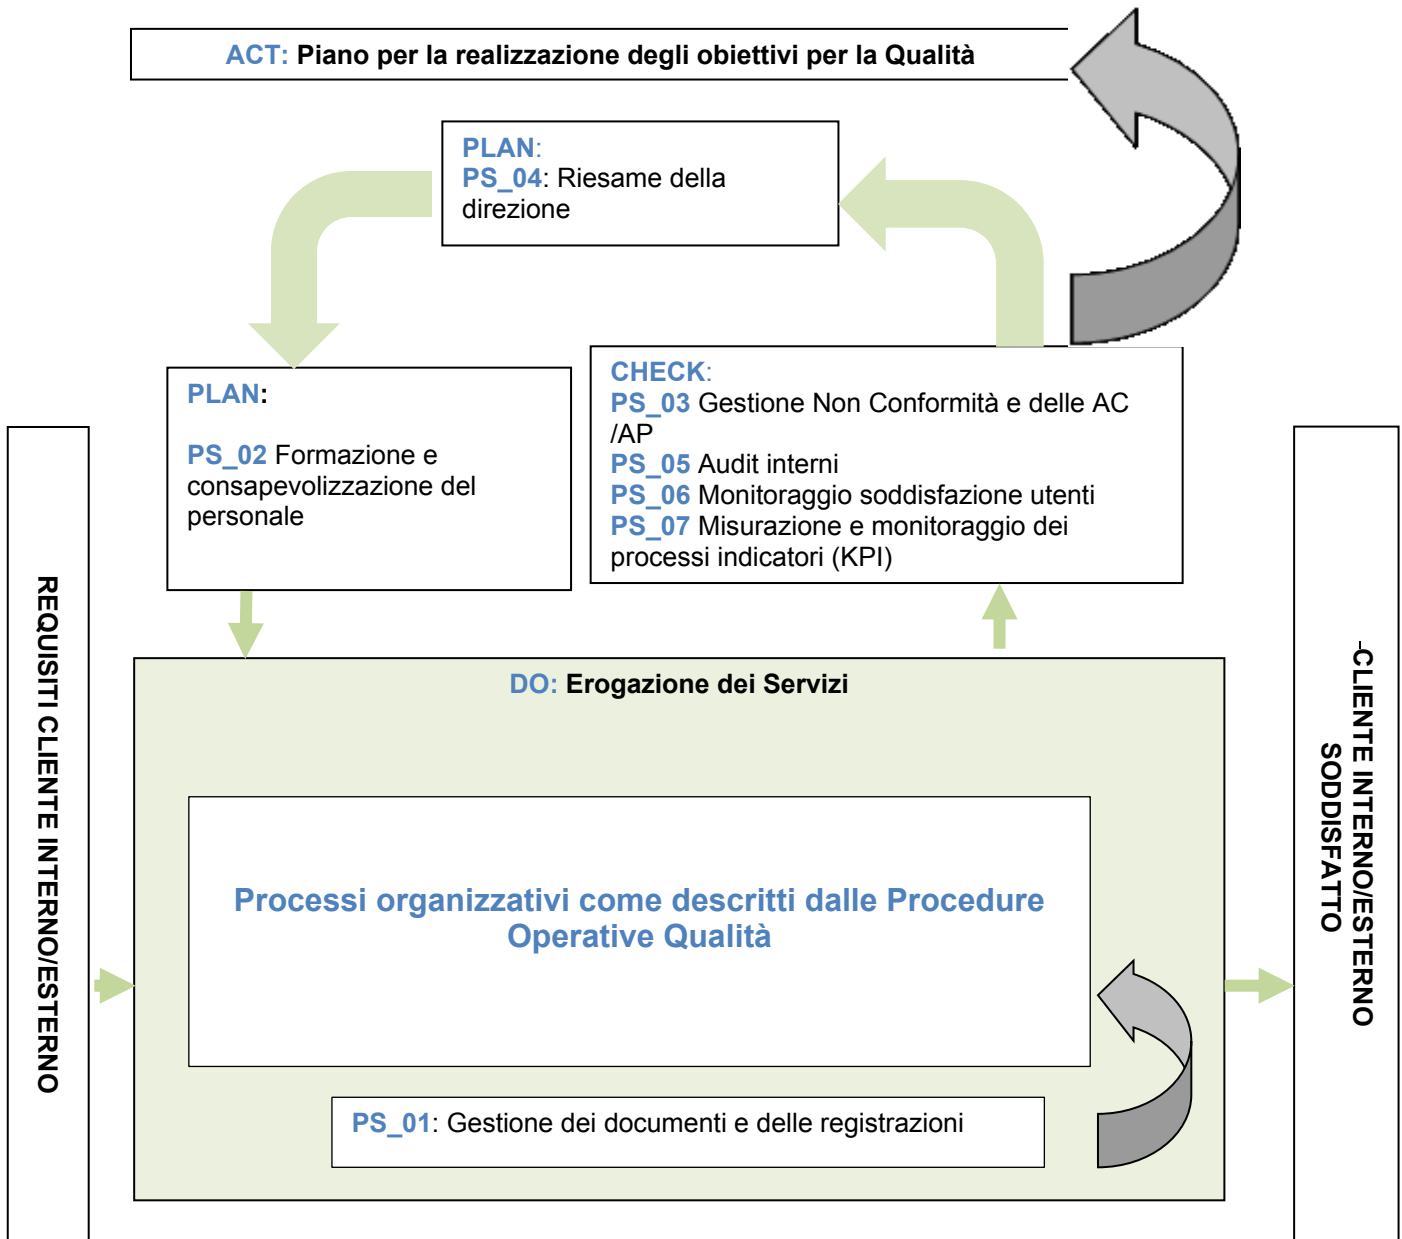 ACT: Piano per la realizzazione degli obiettivi per la Qualità
PLAN:
PS_04: Riesame della
direzione
PLAN:
PS_02 Formazione e
consapevolizzazione del
personale
CHECK:
PS_03 Gestione Non Conformità e delle AC
/AP
PS_05 Audit interni
PS_06 Monitoraggio soddisfazione utenti
PS_07 Misurazione e monitoraggio dei
processi indicatori (KPI)
REQUISITI CLIENTE INTERNO/ESTERNO
DO: Erogazione dei Servizi
Processi organizzativi come descritti dalle Procedure
Operative Qualità
PS_01: Gestione dei documenti e delle registrazioni
-CLIENTE INTERNO/ESTERNO
SODDISFATTO